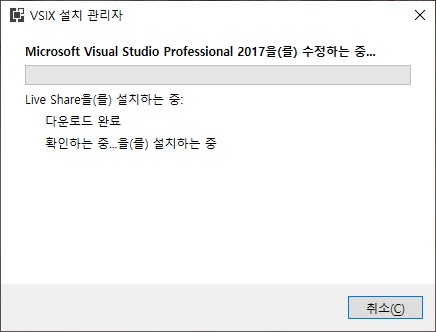 VSIX 설치 관리자
Microsoft Visual Studio Professional 2017을(를) 수정하는 중...
Live Share을(를) 설치하는 중:
다운로드 완료
확인하는 중...을(를) 설치하는 중
취소(C)